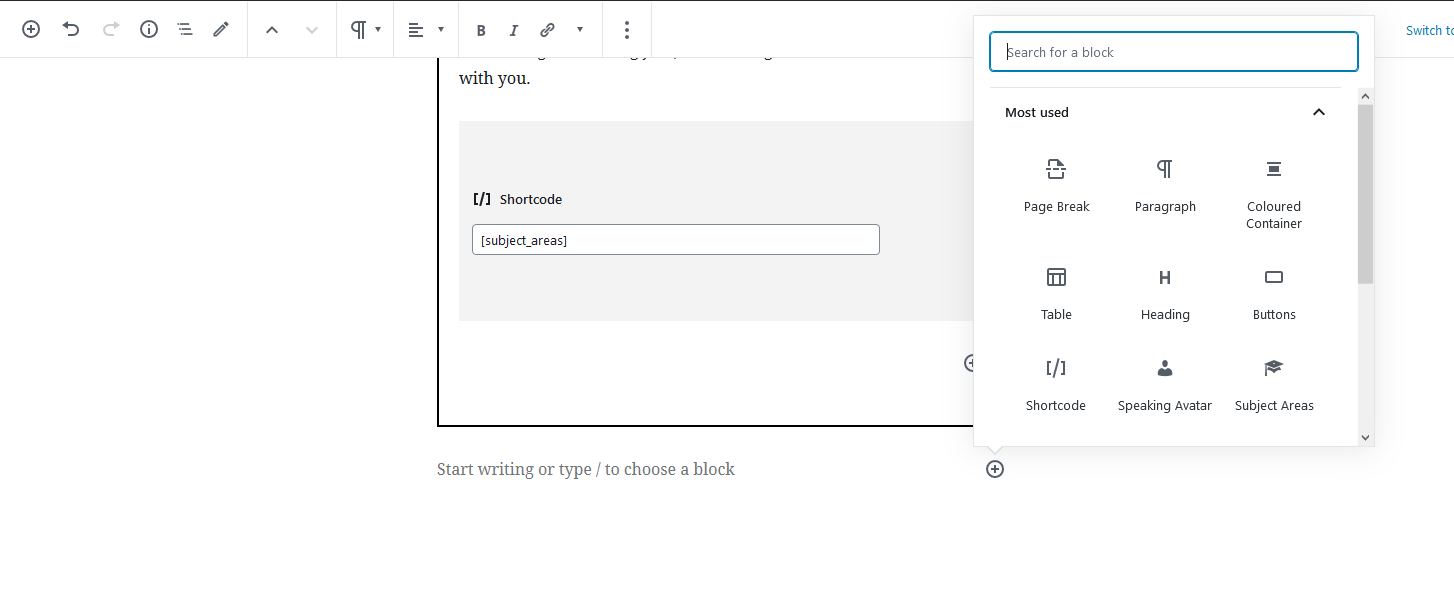 B I
Switch to
with you.
[/] Shortcode
[subject_areas]
Start writing or type / to choose a block
Search for a block
Most used
Page Break Paragraph Coloured
Container
Table Heading Buttons
H
[/]
Shortcode Speaking Avatar Subject Areas